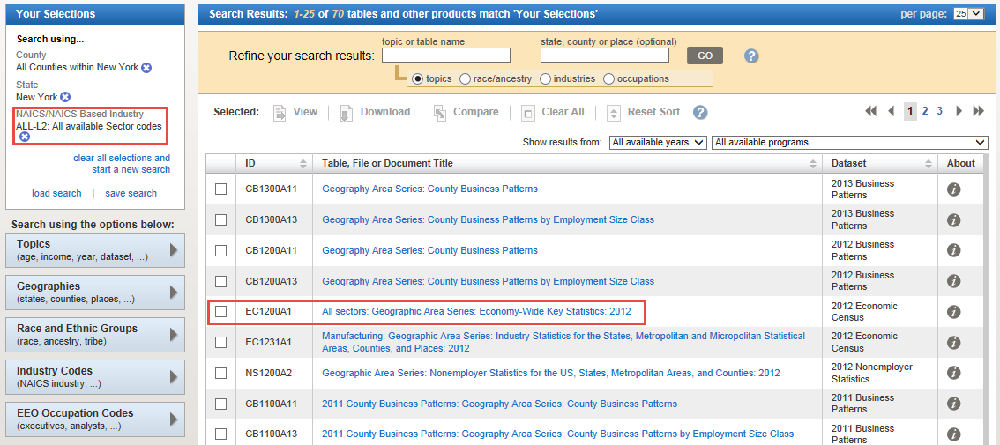 Your Selections
Search using...
County
All Counties within New York
State
New York
NAICS/NAICS Based Industry
ALL-L2: All available Sector codes
clear all selections and
start a new search
load search | save search
Search using the options below:
Topics
(age, income, year, dataset, ...)
Geographies
(states, counties, places, ...)
Race and Ethnic Groups
(race, ancestry, tribe)
Industry Codes
(NAICS industry, ...)
EEO Occupation Codes
(executives, analysts, ...)
Search Results: 1-25 of 70 tables and other products match 'Your Selections'
per page: 25
topic or table name
state, county or place (optional)
Refine your search results:
GO
?
topics race/ancestry industries occupations
Selected: View | Download | Compare | Clear All | Reset Sort ?
1 2 3
Show results from: All available years All available programs
ID Table, File or Document Title Dataset About
CB1300A11 Geography Area Series: County Business Patterns 2013 Business
Patterns
CB1300A13 Geography Area Series: County Business Patterns by Employment Size Class 2013 Business
Patterns
CB1200A11 Geography Area Series: County Business Patterns 2012 Business
Patterns
CB1200A13 Geography Area Series: County Business Patterns by Employment Size Class 2012 Business
Patterns
EC1200A1 All sectors: Geographic Area Series: Economy-Wide Key Statistics: 2012 2012 Economic
Census
EC1231A1 Manufacturing: Geographic Area Series: Industry Statistics for the States, Metropolitan and Micropolitan Statistical
Areas, Counties, and Places: 2012
2012 Economic
Census
NS1200A2 Geographic Area Series: Nonemployer Statistics for the US, States, Metropolitan Areas, and Counties: 2012 2012 Nonemployer
Statistics
CB1100A11 2011 County Business Patterns: Geography Area Series: County Business Patterns 2011 Business
Patterns
CB1100A13 2011 County Business Patterns: Geography Area Series: County Business Patterns by Employment Size Class 2011 Business
Patterns